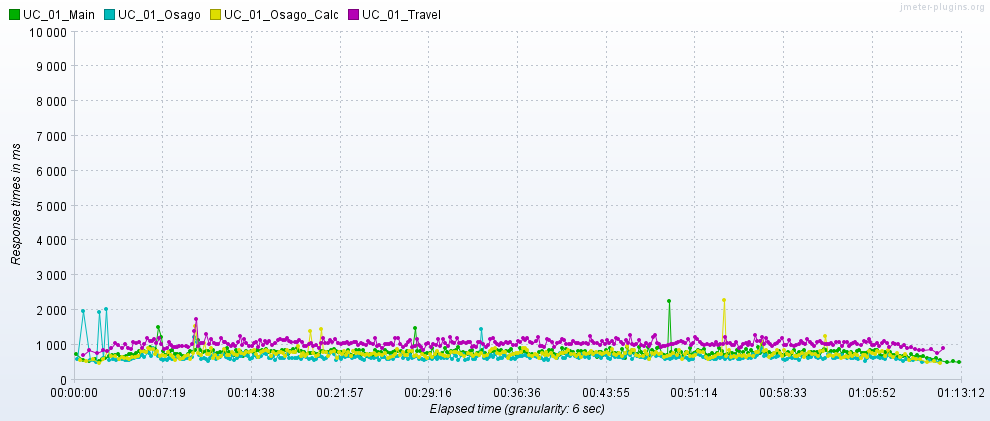 UC_01_Main UC_01_Osago UC_01_Osago_Calc UC_01_Travel
jmeter-plugins.org
10 000
9 000
8 000
7 000
6 000
5 000
4 000
3 000
2 000
1 000
0
Response times in ms
00:00:00 00:07:19 00:14:38 00:21:57 00:29:16 00:36:36 00:43:55 00:51:14 00:58:33 01:05:52 01:13:12
Elapsed time (granularity: 6 sec)